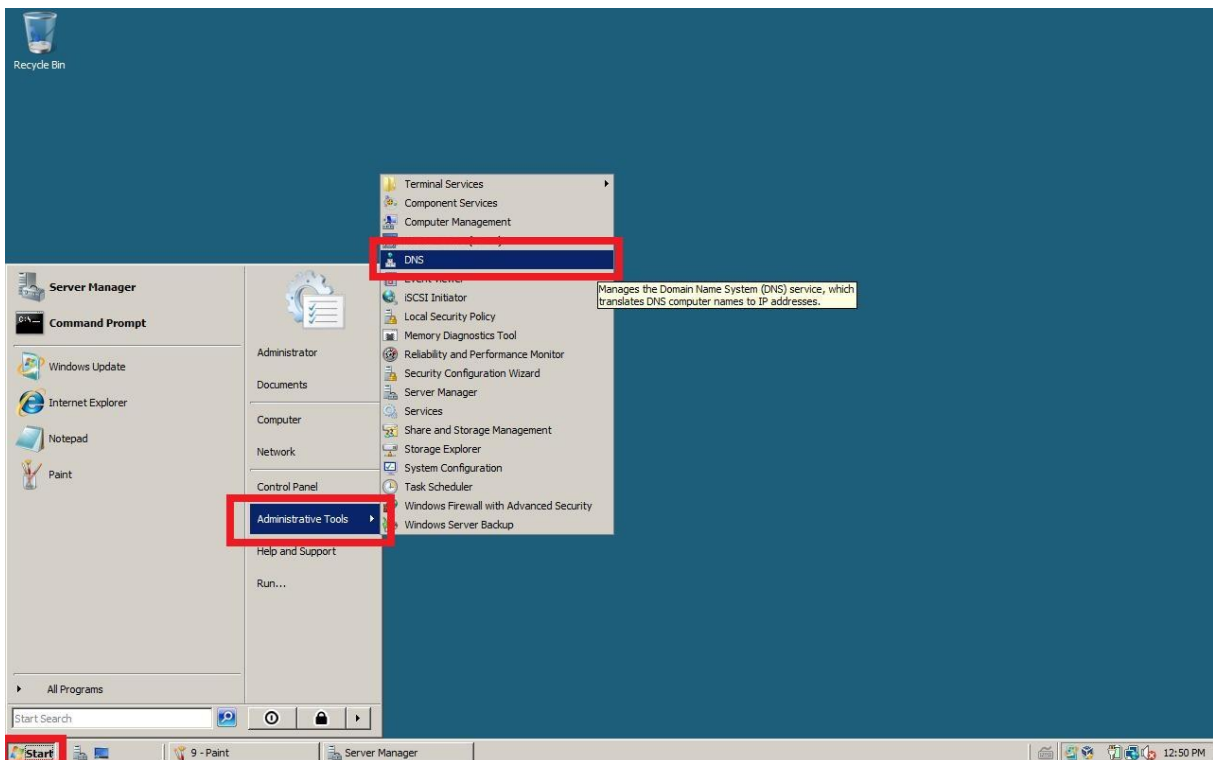 Recycle Bin
Terminal Services
Component Services
Computer Management
DNS
Event Viewer
Manages the Domain Name System (DNS) service, which
translates DNS computer names to IP addresses.
iSCSI Initiator
Local Security Policy
Memory Diagnostics Tool
Reliability and Performance Monitor
Security Configuration Wizard
Server Manager
Services
Share and Storage Management
Storage Explorer
System Configuration
Task Scheduler
Windows Firewall with Advanced Security
Windows Server Backup
Server Manager
Command Prompt
Windows Update
Internet Explorer
Notepad
Paint
All Programs
Start Search
Administrator
Documents
Computer
Network
Control Panel
Administrative Tools
Help and Support
Run...
Start
9 - Paint
Server Manager
12:50 PM